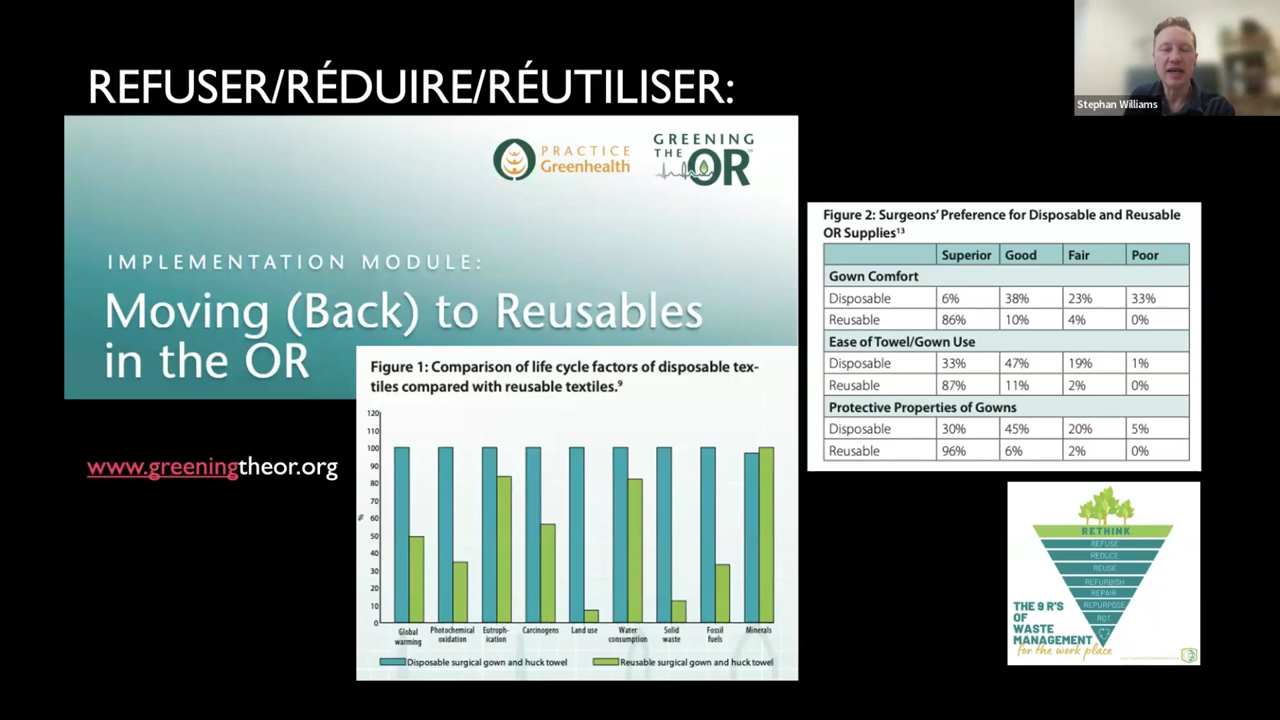 REFUSER/RÉDUIRE/RÉUTILISER:
Stephan Williams
PRACTICE
Greenhealth
GREENING
THE OR
IMPLEMENTATION MODULE:
Moving (Back) to Reusables
in the OR
www.greeningtheor.org
Figure 1: Comparison of life cycle factors of disposable tex-
tiles compared with reusable textiles.⁹
120
110
100
90
80
70
60
50
40
30
20
10
0
%
Global
warming
Photochemical
oxidation
Eutroph-
ication
Carcinogens
Land use
Water
consumption
Solid
waste
Fossil
fuels
Minerals
Disposable surgical gown and huck towel
Reusable surgical gown and huck towel
Figure 2: Surgeons' Preference for Disposable and Reusable
OR Supplies¹³
Superior Good Fair Poor
Gown Comfort
Disposable 6% 38% 23% 33%
Reusable 86% 10% 4% 0%
Ease of Towel/Gown Use
Disposable 33% 47% 19% 1%
Reusable 87% 11% 2% 0%
Protective Properties of Gowns
Disposable 30% 45% 20% 5%
Reusable 96% 6% 2% 0%
RETHINK
REFUSE
REDUCE
REUSE
REFURBISH
REPAIR
REPURPOSE
ROT
THE 9 R'S
OF
WASTE
MANAGEMENT
for the work place